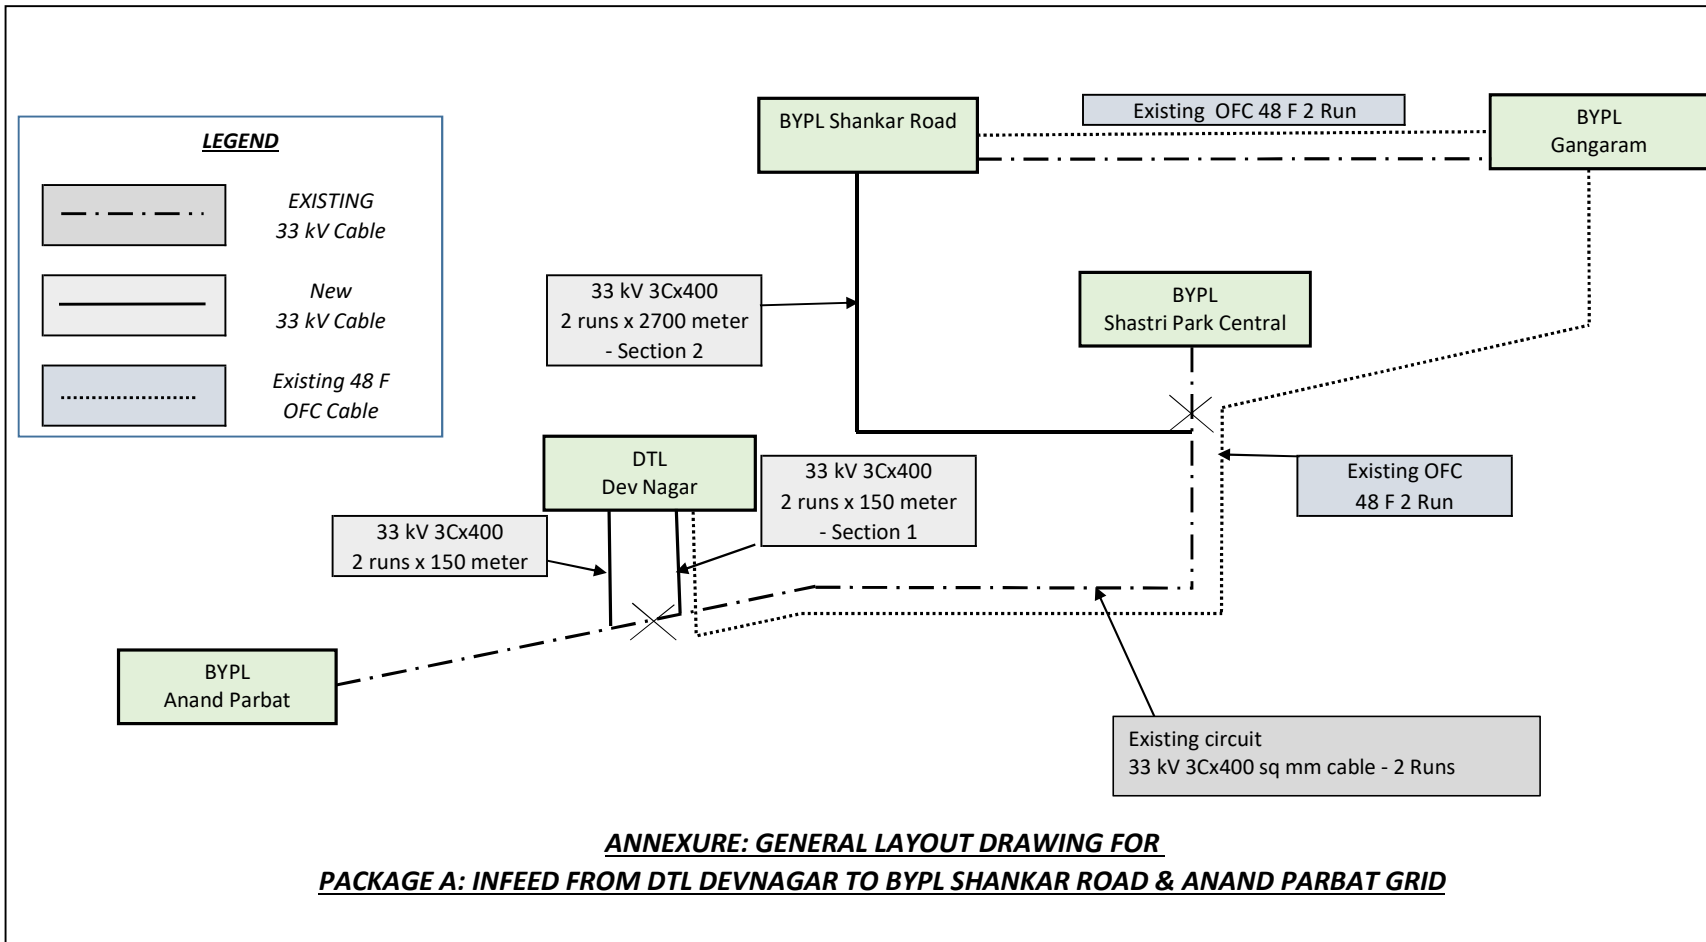 BYPL Shankar Road
Existing  OFC 48 F 2 Run
BYPL
Gangaram
LEGEND
EXISTING
33 kV Cable
New
33 kV Cable
Existing 48 F
OFC Cable
33 kV 3Cx400
2 runs x 2700 meter
- Section 2
BYPL
Shastri Park Central
DTL
Dev Nagar
33 kV 3Cx400
2 runs x 150 meter
- Section 1
Existing OFC
48 F 2 Run
33 kV 3Cx400
2 runs x 150 meter
BYPL
Anand Parbat
Existing circuit
33 kV 3Cx400 sq mm cable - 2 Runs
ANNEXURE: GENERAL LAYOUT DRAWING FOR
PACKAGE A: INFEED FROM DTL DEVNAGAR TO BYPL SHANKAR ROAD & ANAND PARBAT GRID